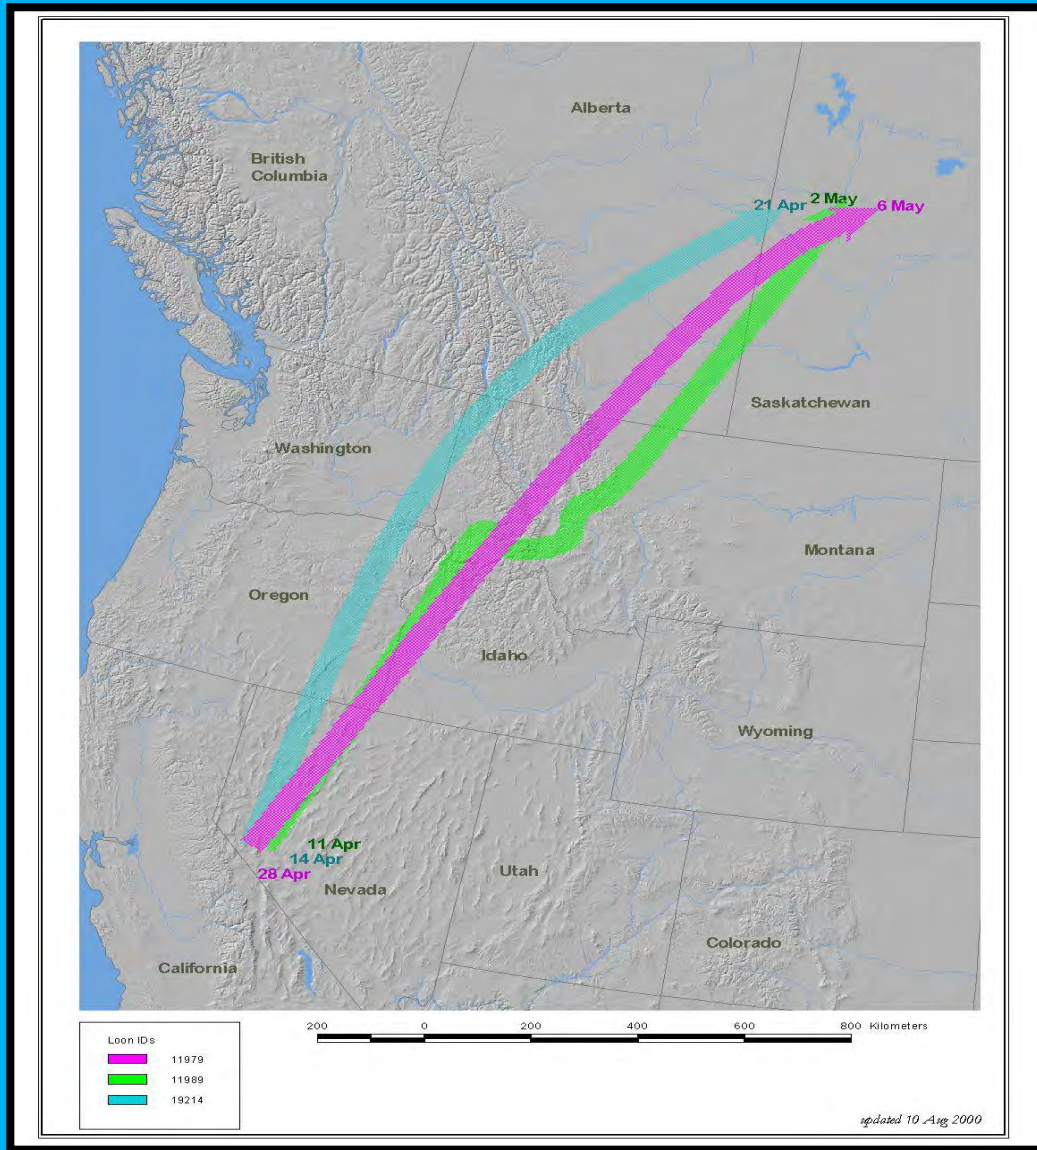 Alberta
British
Columbia
21 Apr
2 May
6 May
Saskatchewan
Washington
Montana
Oregon
Idaho
Wyoming
11 Apr
14 Apr
28 Apr
Nevada
Utah
Colorado
California
200 0 200 400 600 800 Kilometers
Loon IDs
11979
11989
19214
updated 10 Aug 2000